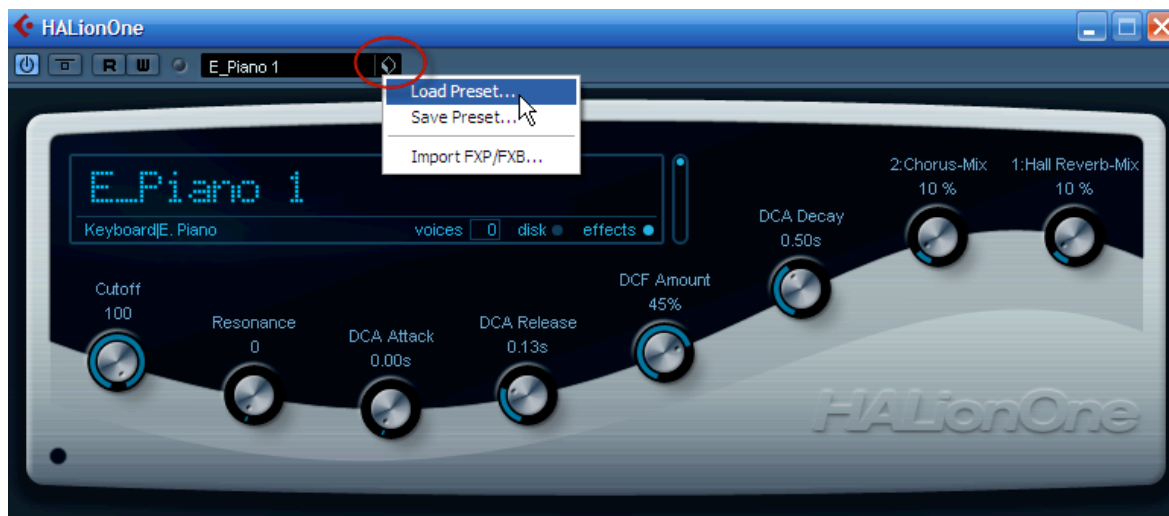 HALionOne
R W E_Piano 1
Load Preset...
Save Preset...
Import FXP/FXB...
E_Piano 1
Keyboard|E. Piano voices 0 disk effects
Cutoff
100
Resonance
0
DCA Attack
0.00s
DCA Release
0.13s
DCF Amount
45%
DCA Decay
0.50s
2:Chorus-Mix
10 %
1:Hall Reverb-Mix
10 %
HALionOne